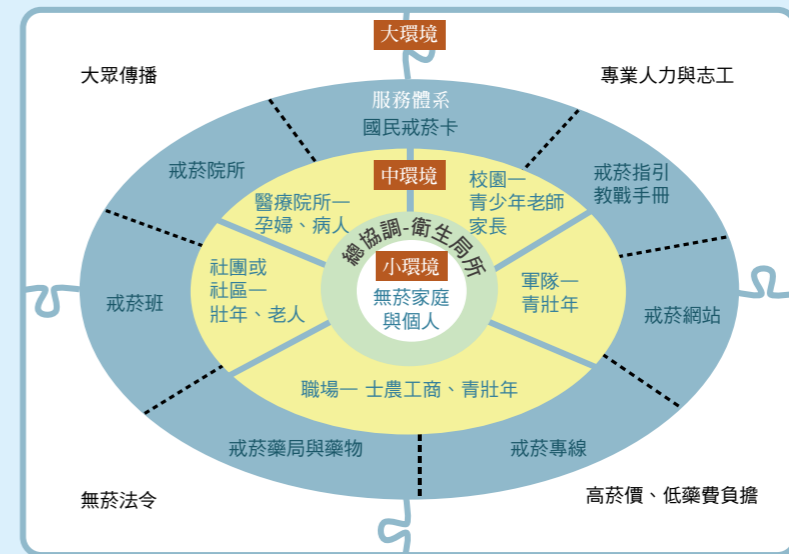 大環境
大眾傳播
專業人力與志工
服務體系
國民戒菸卡
戒菸院所
戒菸指引
教戰手冊
中環境
醫療院所—
孕婦、病人
校園—
青少年老師
家長
總協調-衛生局所
小環境
無菸家庭
與個人
社團或
社區—
壯年、老人
軍隊—
青壯年
戒菸班
戒菸網站
職場— 士農工商、青壯年
戒菸藥局與藥物
戒菸專線
無菸法令
高菸價、低藥費負擔